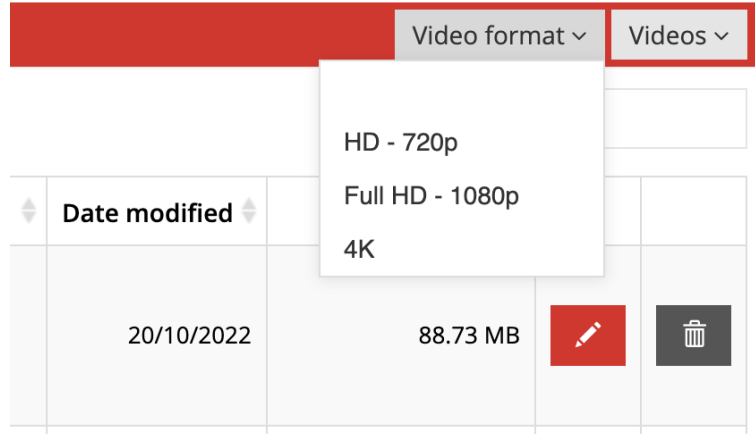 Video format
Videos
HD - 720p
Full HD - 1080p
4K
Date modified
20/10/2022
88.73 MB